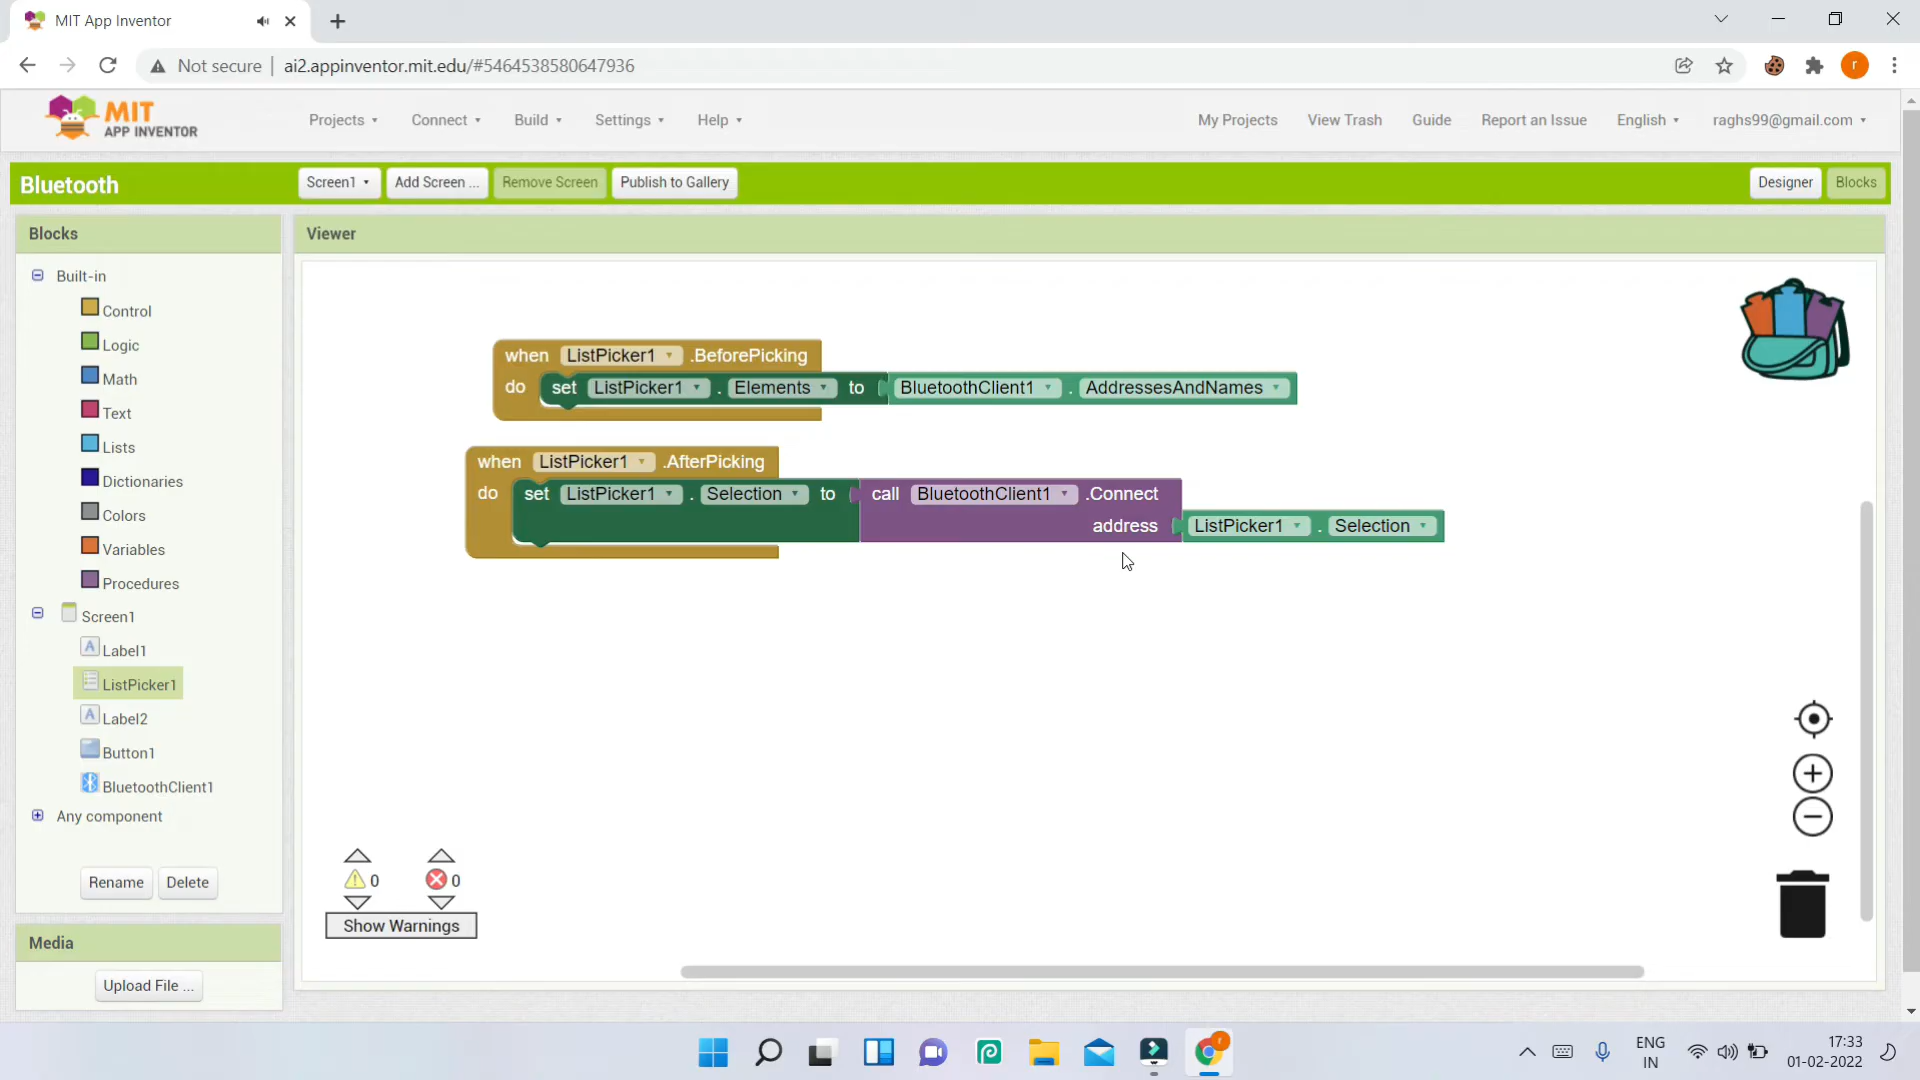 MIT App Inventor
Not secure
ai2.appinventor.mit.edu/#5464538580647936
r
MIT
APP INVENTOR
Projects
Connect
Build
Settings
Help
My Projects
View Trash
Guide
Report an Issue
English
raghs99@gmail.com
Bluetooth
Screen1
Add Screen ...
Remove Screen
Publish to Gallery
Designer
Blocks
Blocks
Viewer
Built-in
Control
Logic
Math
Text
Lists
Dictionaries
Colors
Variables
Procedures
Screen1
Label1
ListPicker1
Label2
Button1
BluetoothClient1
Any component
Rename
Delete
Media
Upload File ...
when ListPicker1 .BeforePicking
do set ListPicker1 . Elements to BluetoothClient1 . AddressesAndNames
when ListPicker1 .AfterPicking
do set ListPicker1 . Selection to call BluetoothClient1 .Connect
address ListPicker1 . Selection
0
0
Show Warnings
ENG
IN
17:33
01-02-2022